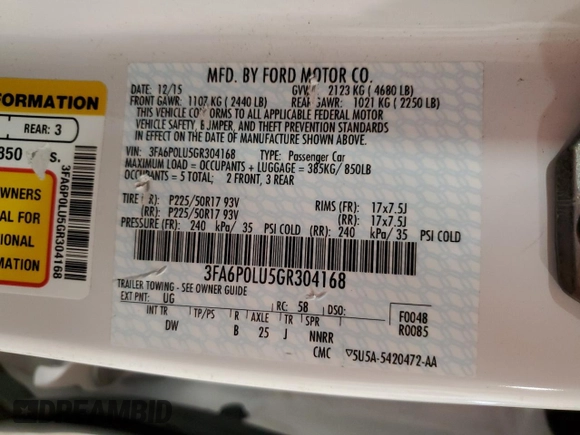 MFD. BY FORD MOTOR CO.
DATE: 12/15 GVWR: 2123 KG ( 4680 LB)
FRONT GAWR: 1107 KG ( 2440 LB) REAR GAWR: 1021 KG ( 2250 LB)
THIS VEHICLE CONFORMS TO ALL APPLICABLE FEDERAL MOTOR
VEHICLE SAFETY, BUMPER, AND THEFT PREVENTION STANDARDS
IN EFFECT ON THE DATE OF MANUFACTURE SHOWN ABOVE.
VIN: 3FA6P0LU5GR304168 TYPE: Passenger Car
MAXIMUM LOAD = OCCUPANTS + LUGGAGE = 385KG/ 850LB
OCCUPANTS = 5 TOTAL; 2 FRONT, 3 REAR
TIRE (FR): P225/50R17 93V RIMS (FR): 17x7.5J
(RR): P225/50R17 93V (RR): 17x7.5J
PRESSURE (FR): 240 kPa/ 35 PSI COLD (RR): 240 kPa/ 35 PSI COLD
3FA6P0LU5GR304168
TRAILER TOWING - SEE OWNER GUIDE
EXT PNT: UG RC: 58 DSO: F0048
INT TR TP/PS R AXLE TR SPR R0085
DW B 25 J NNRR
CMC ▽5U5A-5420472-AA
FORMATION
REAR: 3
850
OWNERS
AL FOR
IONAL
MATION
3FA6P0LU5GR304168
DREAMBID